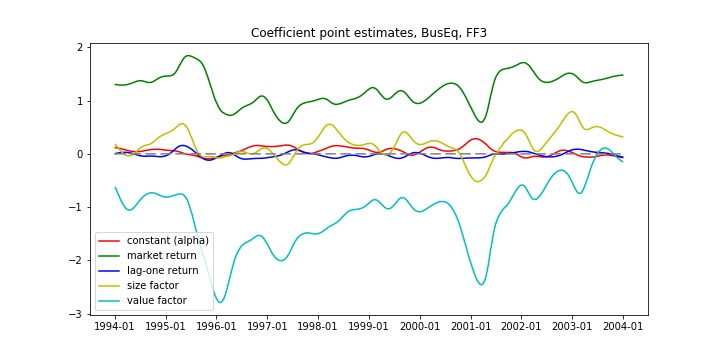 Coefficient point estimates, BusEq, FF3
2
1
0
−1
−2
−3
constant (alpha)
market return
lag-one return
size factor
value factor
1994-01 1995-01 1996-01 1997-01 1998-01 1999-01 2000-01 2001-01 2002-01 2003-01 2004-01